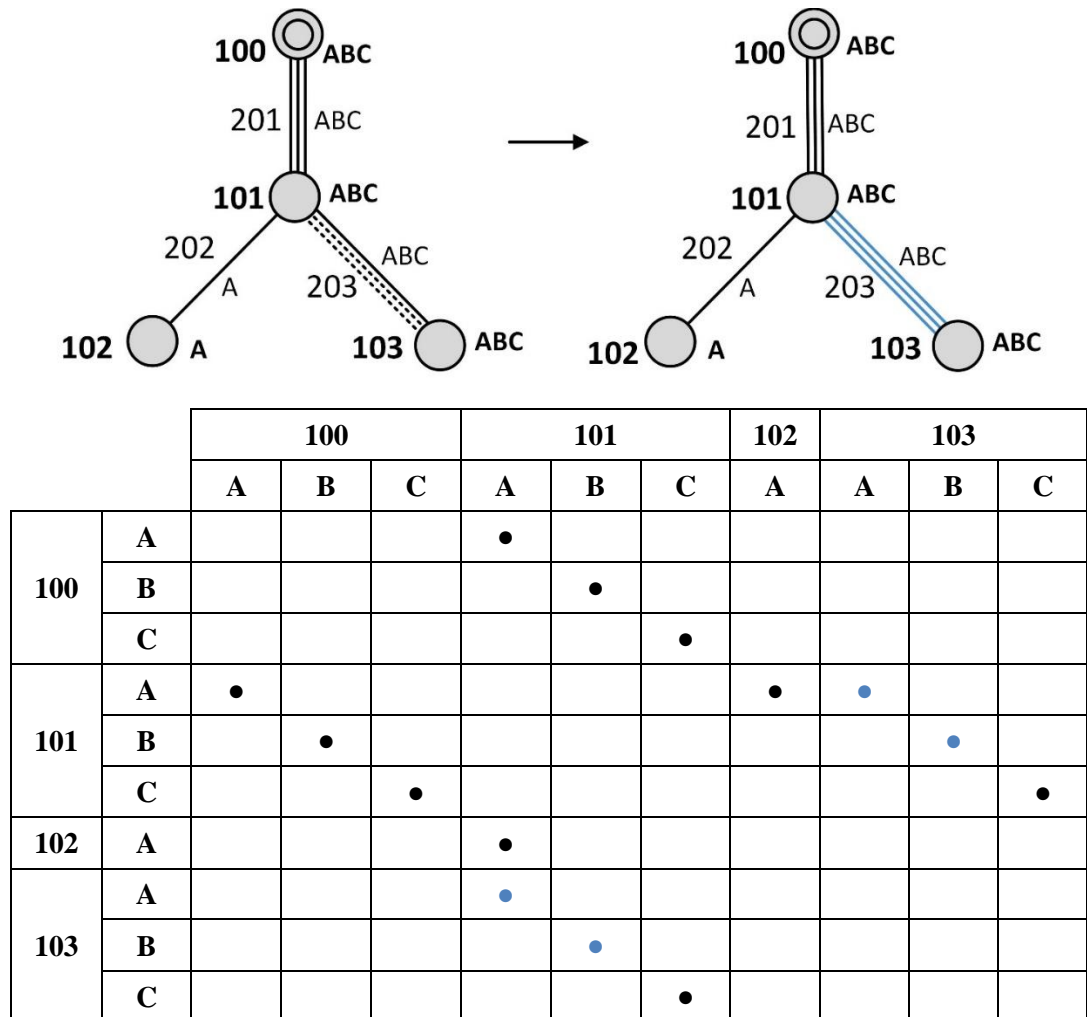 100 ABC 100 ABC
201 ABC 201 ABC
101 ABC 101 ABC
202 ABC 202 ABC
A 203 A 203
102 A 103 ABC 102 A 103 ABC
100 101 102 103
A B C A B C A A B C
100 A
B
C
101 A
B
C
102 A
103 A
B
C